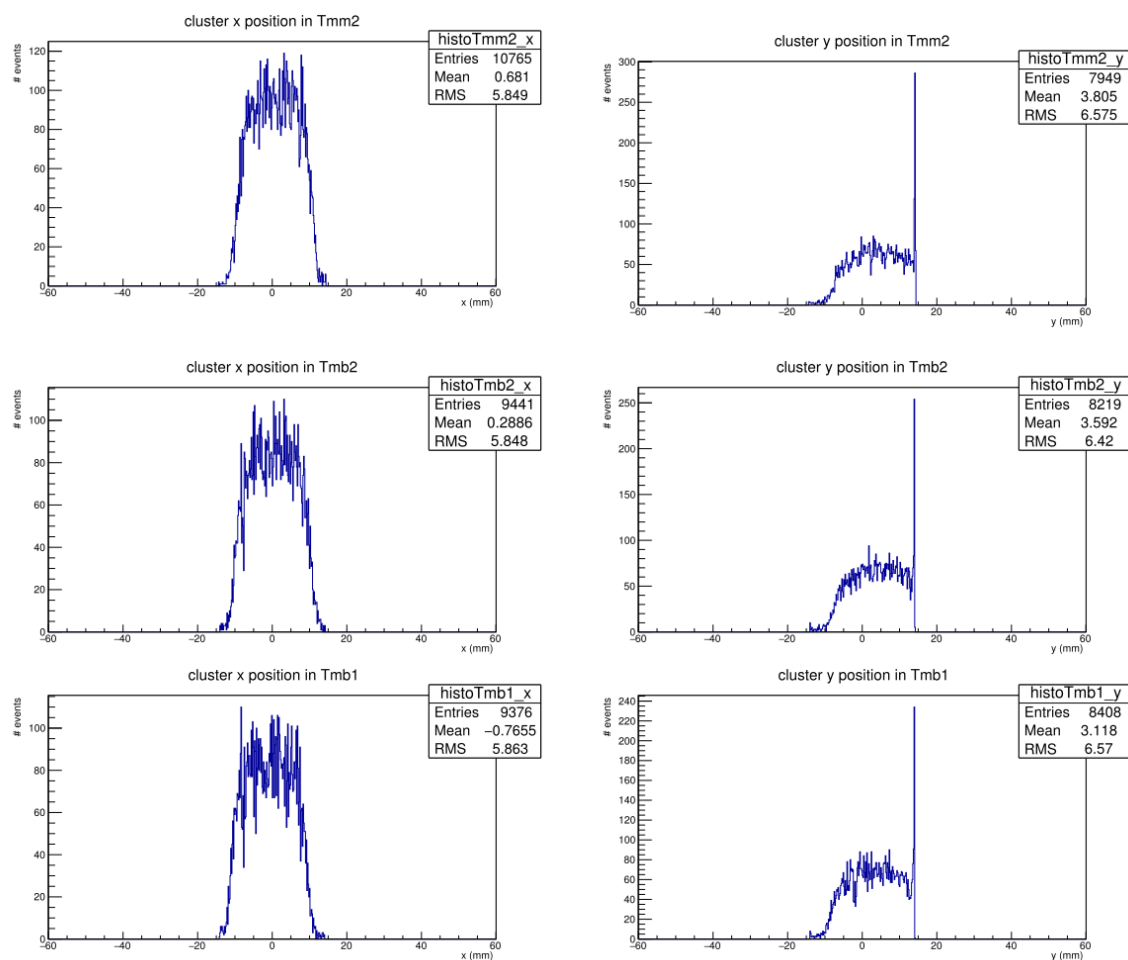 cluster x position in Tmm2
# events
histoTmm2_x
Entries 10765
Mean 0.681
RMS 5.849
120
100
80
60
40
20
0
−60 −40 −20 0 20 40 60
x (mm)
cluster y position in Tmm2
# events
histoTmm2_y
Entries 7949
Mean 3.805
RMS 6.575
300
250
200
150
100
50
0
−60 −40 −20 0 20 40 60
y (mm)
cluster x position in Tmb2
# events
histoTmb2_x
Entries 9441
Mean 0.2886
RMS 5.848
100
80
60
40
20
0
−60 −40 −20 0 20 40 60
x (mm)
cluster y position in Tmb2
# events
histoTmb2_y
Entries 8219
Mean 3.592
RMS 6.42
250
200
150
100
50
0
−60 −40 −20 0 20 40 60
y (mm)
cluster x position in Tmb1
# events
histoTmb1_x
Entries 9376
Mean −0.7655
RMS 5.863
100
80
60
40
20
0
−60 −40 −20 0 20 40 60
x (mm)
cluster y position in Tmb1
# events
histoTmb1_y
Entries 8408
Mean 3.118
RMS 6.57
240
220
200
180
160
140
120
100
80
60
40
20
0
−60 −40 −20 0 20 40 60
y (mm)